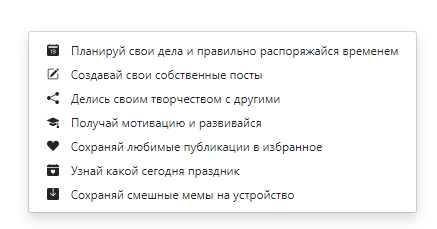 Планируй свои дела и правильно распоряжайся временем
Создавай свои собственные посты
Делись своим творчеством с другими
Получай мотивацию и развивайся
Сохраняй любимые публикации в избранное
Узнай какой сегодня праздник
Сохраняй смешные мемы на устройство